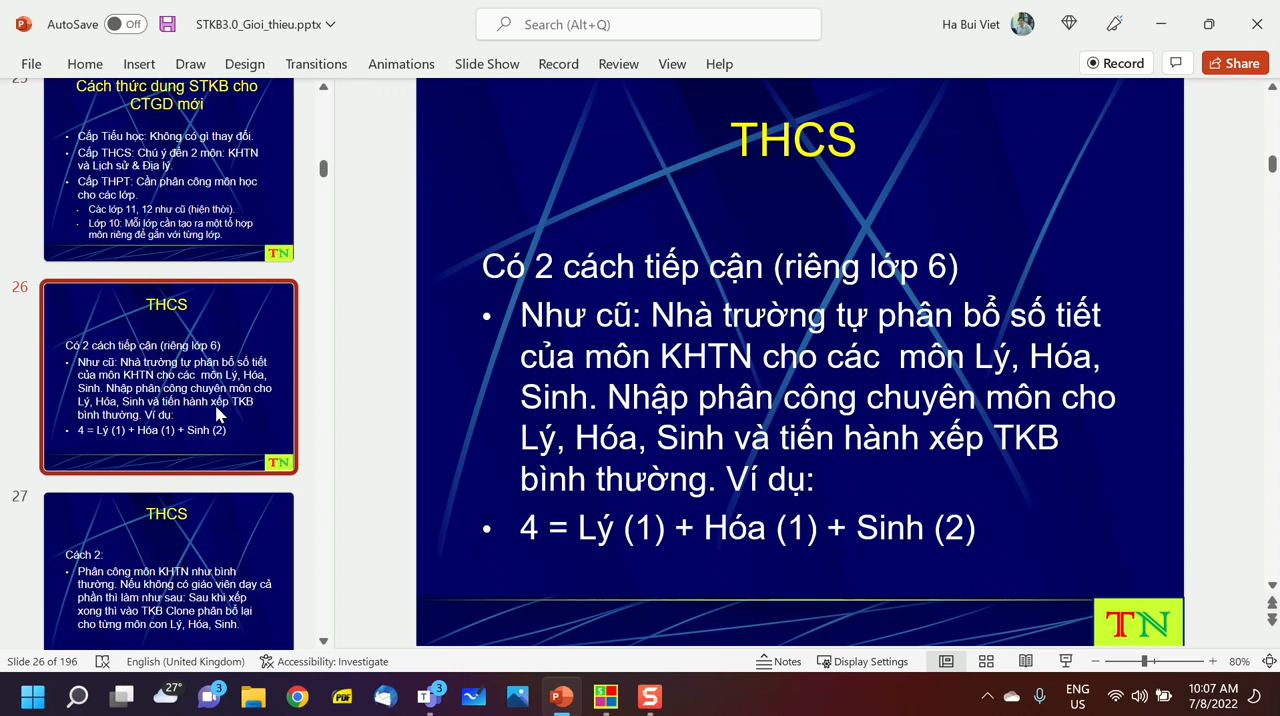 AutoSave Off STKB3.0_Gioi_thieu.pptx Search (Alt+Q) Ha Bui Viet
File Home Insert Draw Design Transitions Animations Slide Show Record Review View Help Record Share
25
Cách thức dung STKB cho
CTGD mới
• Cấp Tiểu học: Không có gì thay đổi.
• Cấp THCS: Chú ý đến 2 môn: KHTN
và Lịch sử & Địa lý.
• Cấp THPT: Cần phân công môn học
cho các lớp.
• Các lớp 11, 12 như cũ (hiện thời).
• Lớp 10: Mỗi lớp cần tạo ra một tổ hợp
môn riêng để gắn với từng lớp.
TN
26
THCS
Có 2 cách tiếp cận (riêng lớp 6)
• Như cũ: Nhà trường tự phân bổ số tiết
của môn KHTN cho các môn Lý, Hóa,
Sinh. Nhập phân công chuyên môn cho
Lý, Hóa, Sinh và tiến hành xếp TKB
bình thường. Ví dụ:
• 4 = Lý (1) + Hóa (1) + Sinh (2)
TN
27
THCS
Cách 2:
• Phân công môn KHTN như bình
thường. Nếu không có giáo viên dạy cả
phần thì làm như sau: Sau khi xếp
xong thì vào TKB Clone phân bổ lại
cho từng môn con Lý, Hóa, Sinh.
THCS
Có 2 cách tiếp cận (riêng lớp 6)
• Như cũ: Nhà trường tự phân bổ số tiết
của môn KHTN cho các môn Lý, Hóa,
Sinh. Nhập phân công chuyên môn cho
Lý, Hóa, Sinh và tiến hành xếp TKB
bình thường. Ví dụ:
• 4 = Lý (1) + Hóa (1) + Sinh (2)
TN
Slide 26 of 196 English (United Kingdom) Accessibility: Investigate Notes Display Settings 80%
27° 3 PDF 3 ENG
US
10:07 AM
7/8/2022